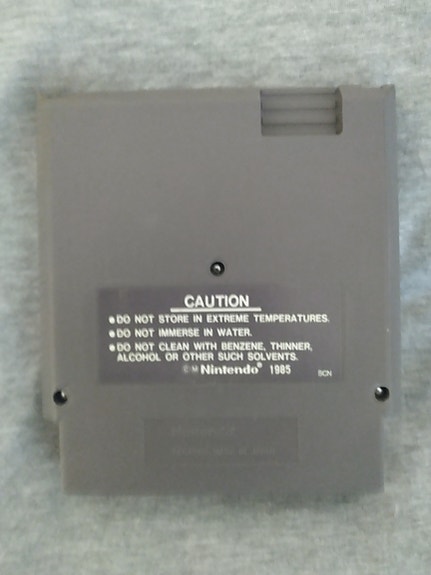 CAUTION
● DO NOT STORE IN EXTREME TEMPERATURES.
● DO NOT IMMERSE IN WATER.
● DO NOT CLEAN WITH BENZENE, THINNER,
ALCOHOL OR OTHER SUCH SOLVENTS.
Nintendo® 1985
SCN